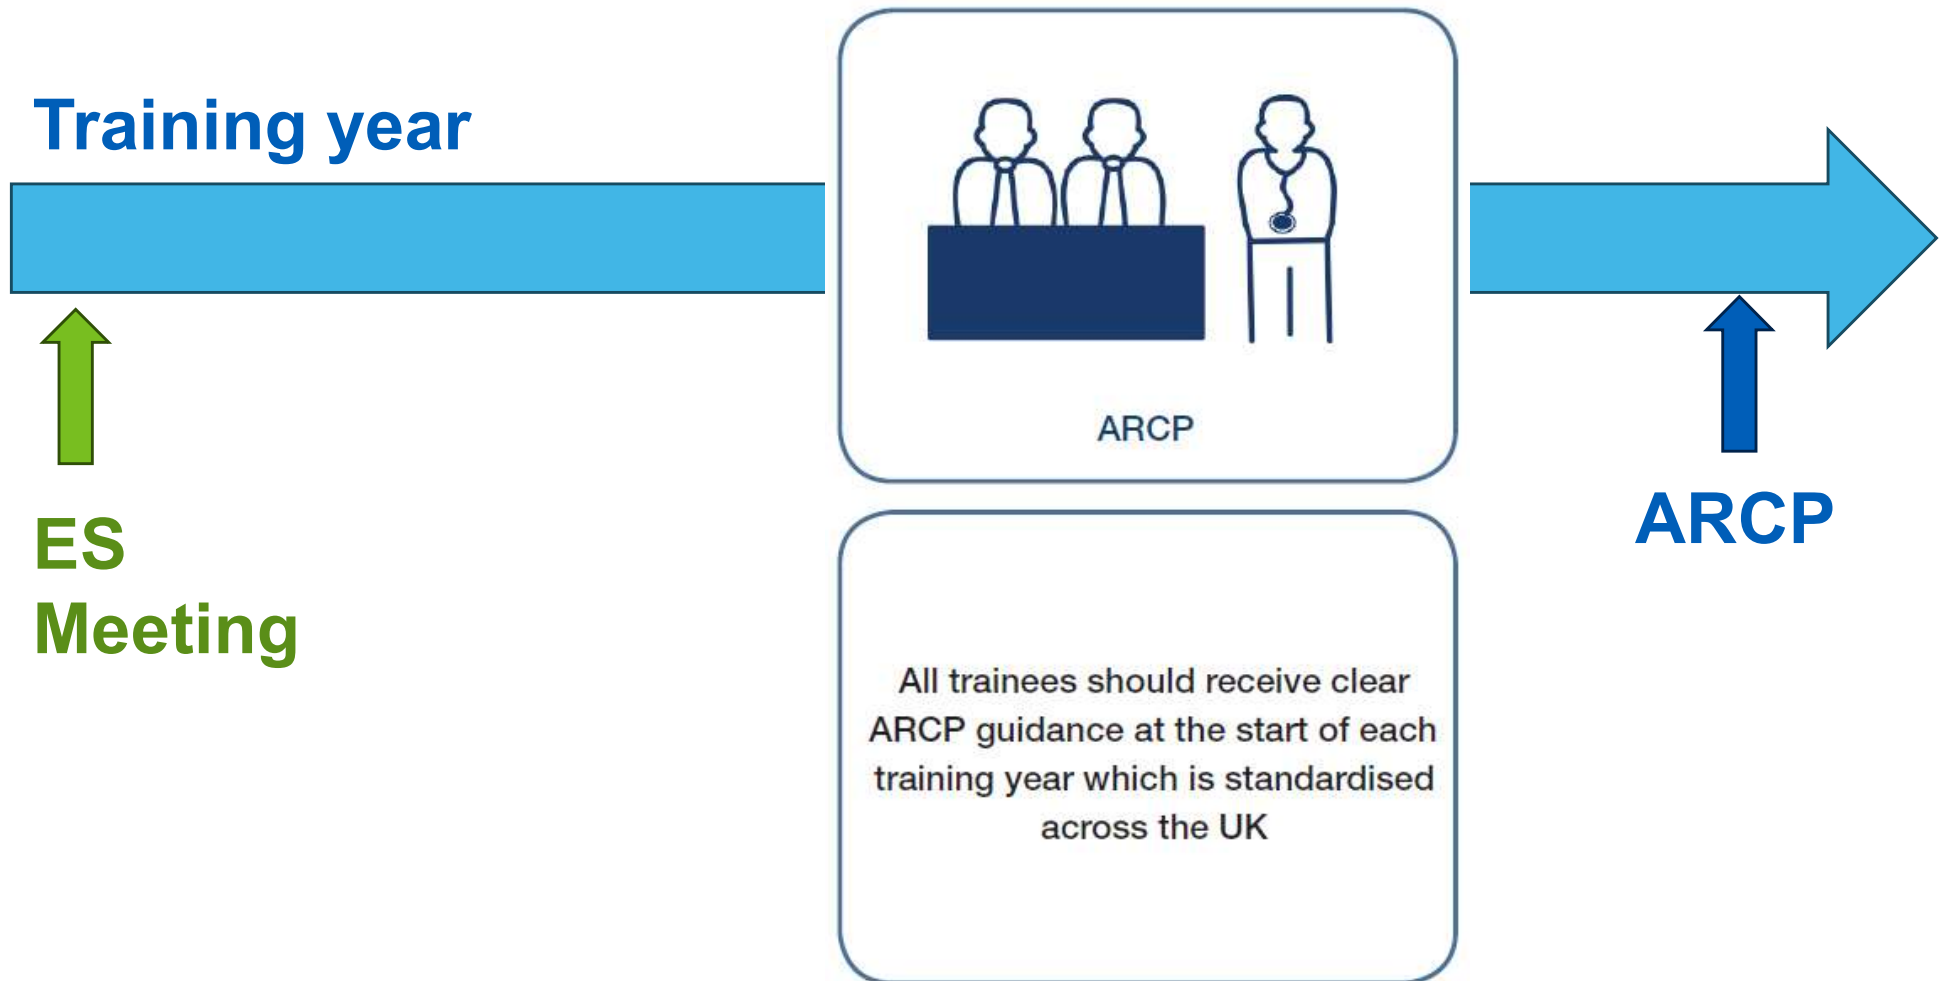 Training year
ARCP
ES
Meeting
ARCP
All trainees should receive clear
ARCP guidance at the start of each
training year which is standardised
across the UK